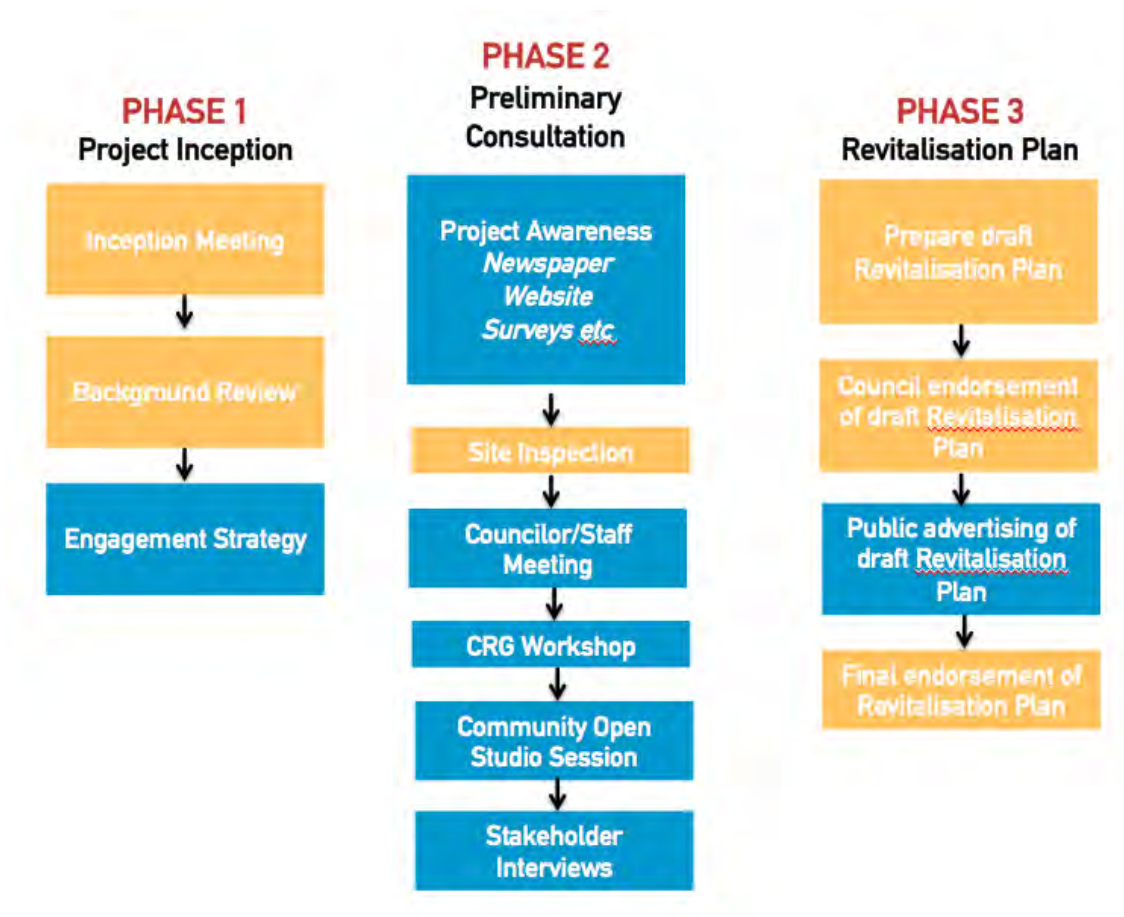 PHASE 1
Project Inception
Inception Meeting
Background Review
Engagement Strategy
PHASE 2
Preliminary
Consultation
Project Awareness
Newspaper
Website
Surveys etc
Site Inspection
Councilor/Staff
Meeting
CRG Workshop
Community Open
Studio Session
Stakeholder
Interviews
PHASE 3
Revitalisation Plan
Prepare draft
Revitalisation Plan
Council endorsement
of draft Revitalisation
Plan
Public advertising of
draft Revitalisation
Plan
Final endorsement of
Revitalisation Plan